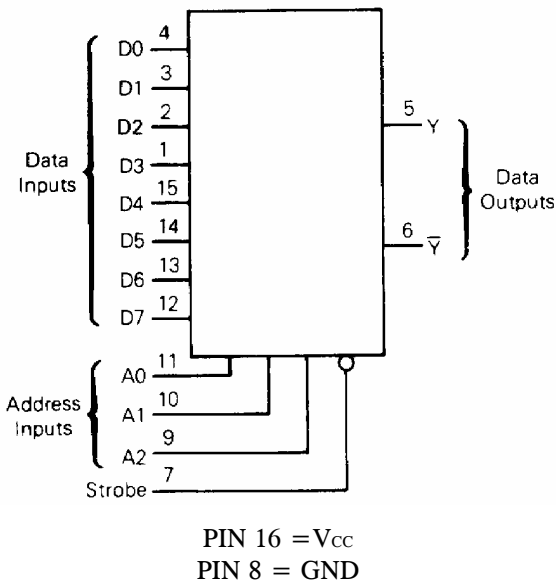 4
D0
3
D1
2
D2
1
D3
15
D4
14
D5
13
D6
12
D7
Data
Inputs
5
Y
6
Y̅
Data
Outputs
11
A0
10
A1
9
A2
Address
Inputs
7
Strobe
PIN 16 =Vcc
PIN 8 = GND